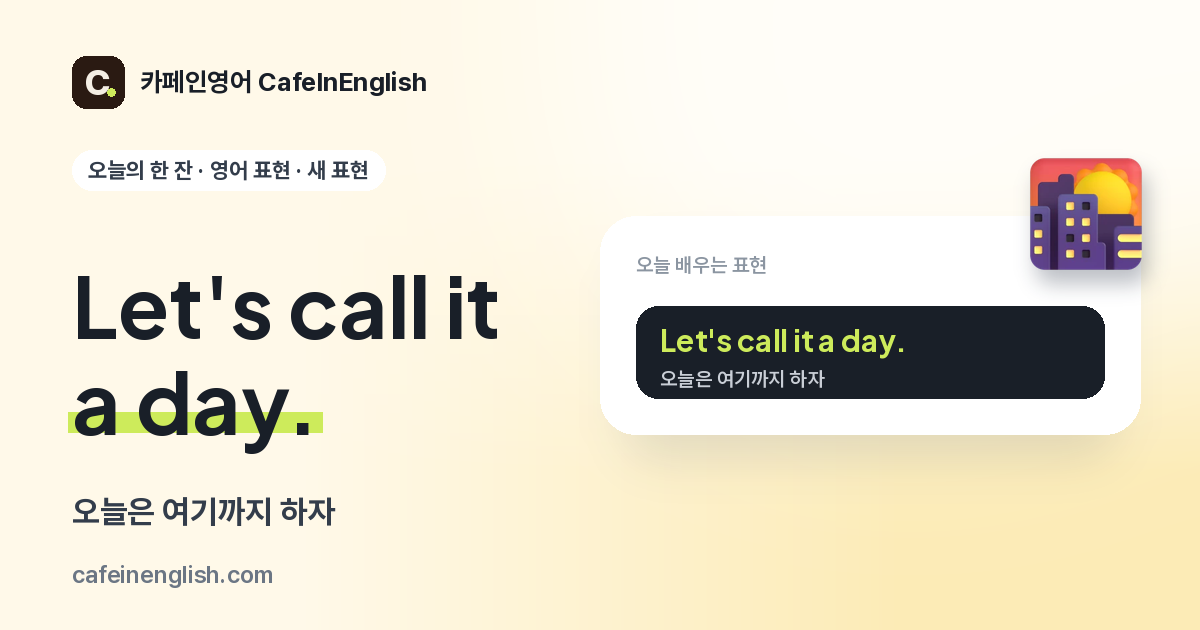 C
카페인영어 CafeInEnglish
오늘의 한 잔 · 영어 표현 · 새 표현
Let's call it
a day.
오늘은 여기까지 하자
cafeinenglish.com
오늘 배우는 표현
Let's call it a day.
오늘은 여기까지 하자